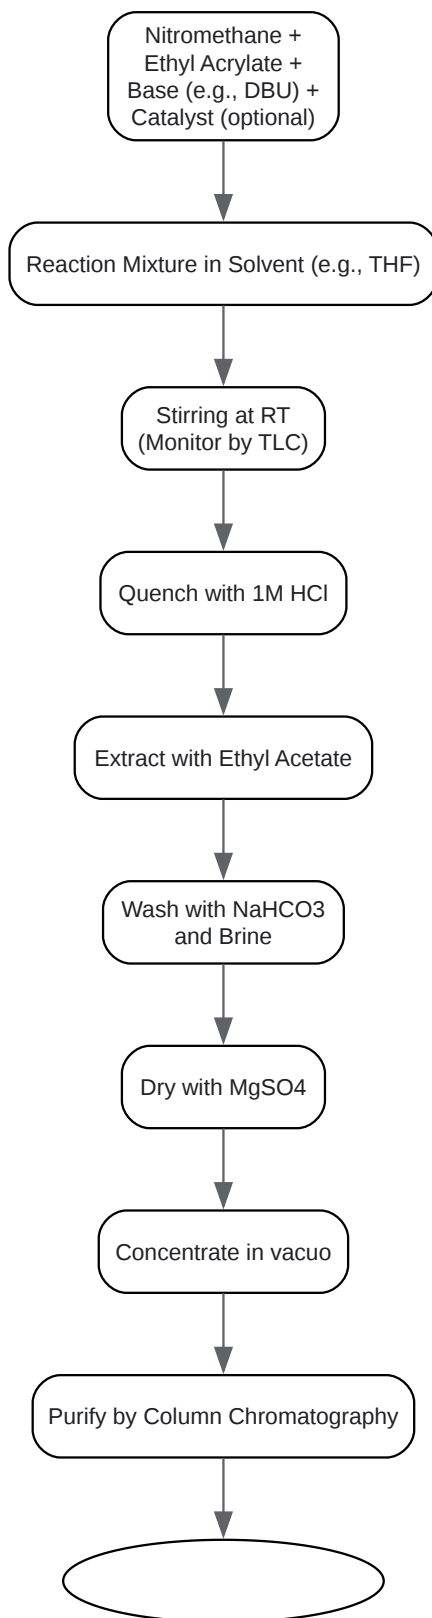 Nitromethane +
Ethyl Acrylate +
Base (e.g., DBU) +
Catalyst (optional)
Reaction Mixture in Solvent (e.g., THF)
Stirring at RT
(Monitor by TLC)
Quench with 1M HCl
Extract with Ethyl Acetate
Wash with NaHCO3
and Brine
Dry with MgSO4
Concentrate in vacuo
Purify by Column Chromatography